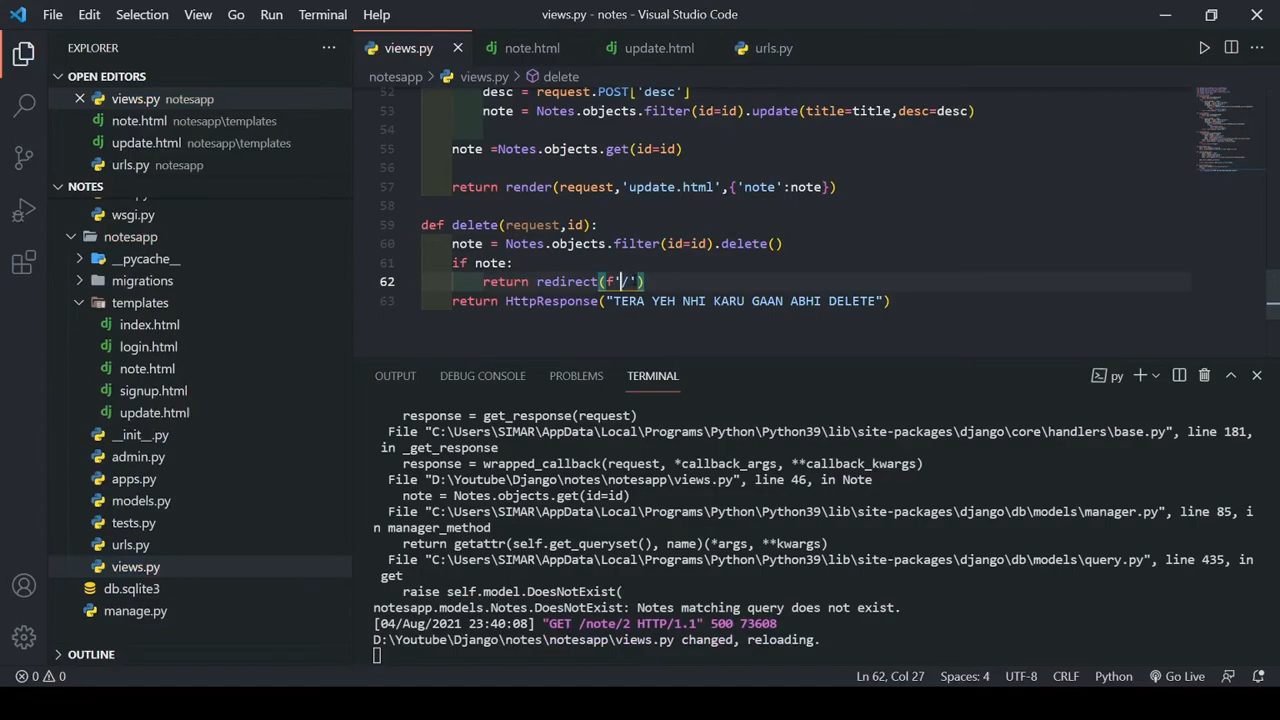 File Edit Selection View Go Run Terminal Help views.py - notes - Visual Studio Code
EXPLORER
views.py note.html update.html urls.py
OPEN EDITORS
notesapp > views.py > delete
views.py notesapp
note.html notesapp\templates
update.html notesapp\templates
urls.py notesapp
NOTES
wsgi.py
notesapp
__pycache__
migrations
templates
index.html
login.html
note.html
signup.html
update.html
__init__.py
admin.py
apps.py
models.py
tests.py
urls.py
views.py
db.sqlite3
manage.py
OUTLINE
52 desc = request.POST['desc']
53 note = Notes.objects.filter(id=id).update(title=title,desc=desc)
54
55 note =Notes.objects.get(id=id)
56
57 return render(request,'update.html',{'note':note})
58
59 def delete(request,id):
60 note = Notes.objects.filter(id=id).delete()
61 if note:
62 return redirect(f'/')
63 return HttpResponse("TERA YEH NHI KARU GAAN ABHI DELETE")
OUTPUT DEBUG CONSOLE PROBLEMS TERMINAL py
response = get_response(request)
File "C:\Users\SIMAR\AppData\Local\Programs\Python\Python39\lib\site-packages\django\core\handlers\base.py", line 181,
in _get_response
response = wrapped_callback(request, *callback_args, **callback_kwargs)
File "D:\Youtube\Django\notes\notesapp\views.py", line 46, in Note
note = Notes.objects.get(id=id)
File "C:\Users\SIMAR\AppData\Local\Programs\Python\Python39\lib\site-packages\django\db\models\manager.py", line 85, i
n manager_method
return getattr(self.get_queryset(), name)(*args, **kwargs)
File "C:\Users\SIMAR\AppData\Local\Programs\Python\Python39\lib\site-packages\django\db\models\query.py", line 435, in
get
raise self.model.DoesNotExist(
notesapp.models.Notes.DoesNotExist: Notes matching query does not exist.
[04/Aug/2021 23:40:08] "GET /note/2 HTTP/1.1" 500 73608
D:\Youtube\Django\notes\notesapp\views.py changed, reloading.
0 0 Ln 62, Col 27 Spaces: 4 UTF-8 CRLF Python Go Live